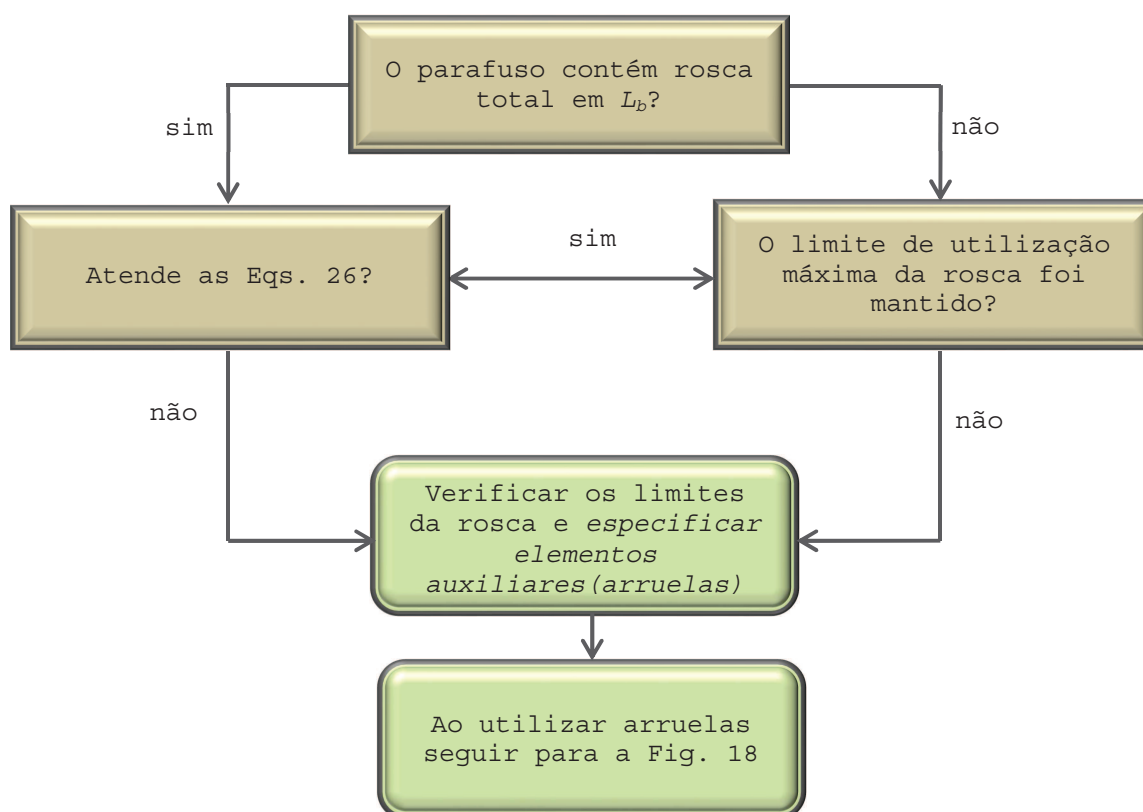 O parafuso contém rosca
total em Lb?
sim
não
Atende as Eqs. 26?
sim
O limite de utilização
máxima da rosca foi
mantido?
não
não
Verificar os limites
da rosca e especificar
elementos
auxiliares(arruelas)
Ao utilizar arruelas
seguir para a Fig. 18